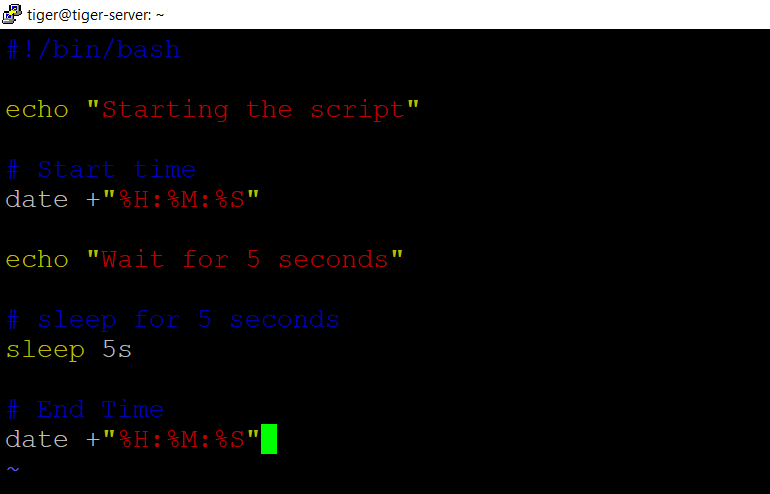 tiger@tiger-server: ~
#!/bin/bash
echo "Starting the script"
# Start time
date +"%H:%M:%S"
echo "Wait for 5 seconds"
# sleep for 5 seconds
sleep 5s
# End Time
date +"%H:%M:%S"
~